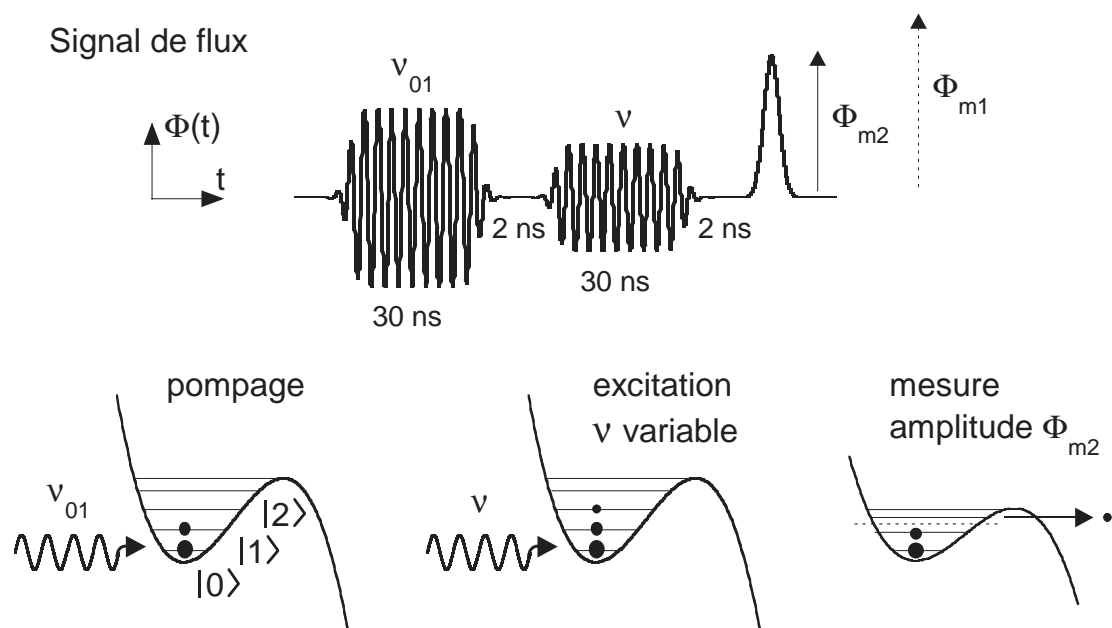 Signal de flux
ν01
ν
Φm2
Φm1
Φ(t)
t
2 ns
2 ns
30 ns
30 ns
pompage
excitation
ν variable
mesure
amplitude Φm2
ν01
|2⟩
|1⟩
|0⟩
ν